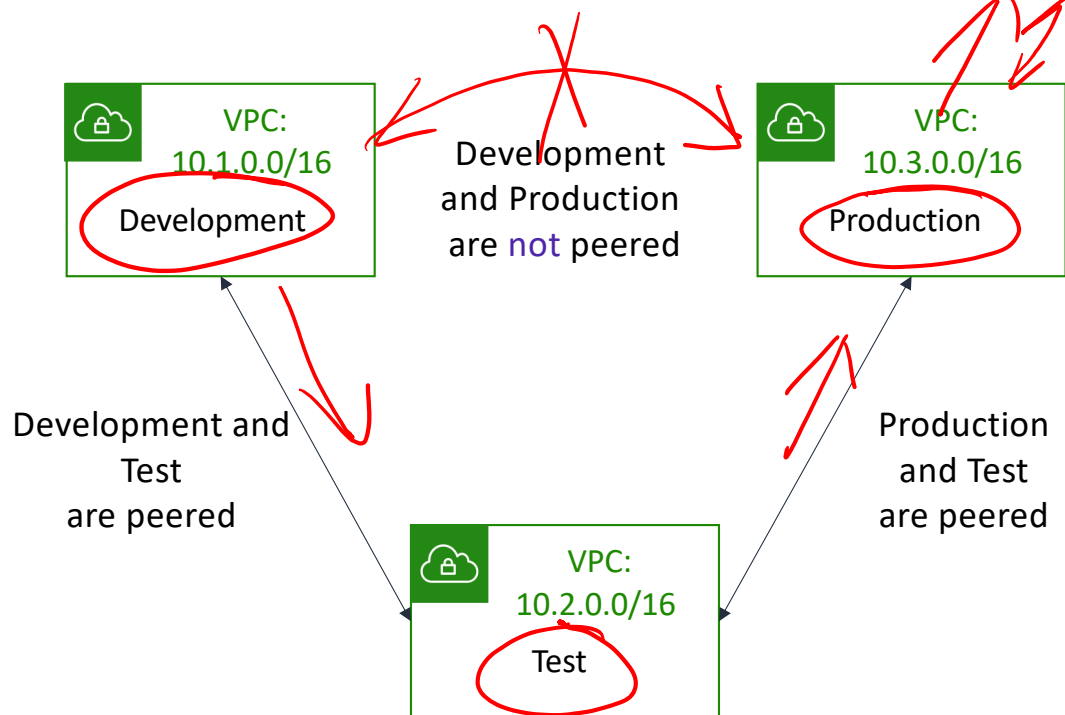 VPC:
10.1.0.0/16
Development
Development
and Production
are not peered
VPC:
10.3.0.0/16
Production
Development and
Test
are peered
Production
and Test
are peered
VPC:
10.2.0.0/16
Test